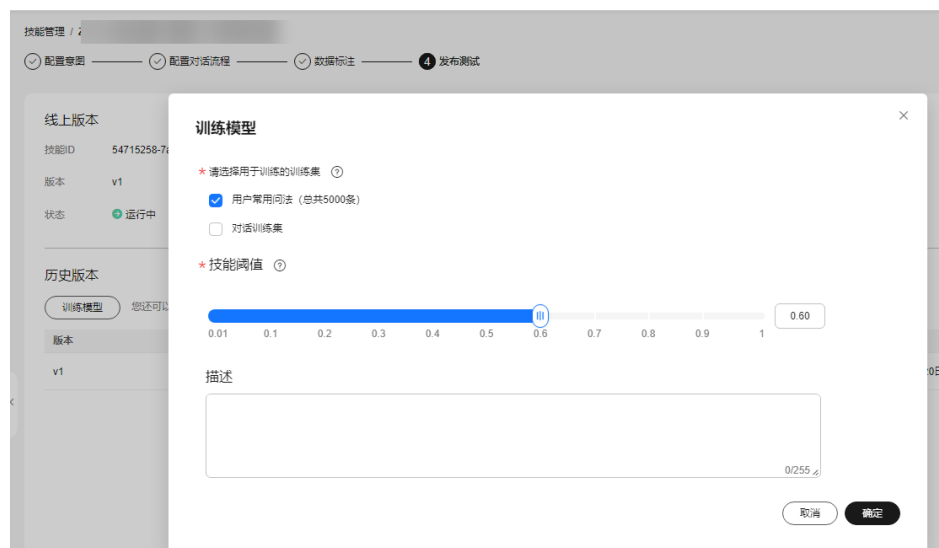 技能管理 /
配置意图
配置对话流程
数据标注
4 发布测试
线上版本
技能ID 54715258-7a
版本 v1
状态 运行中
历史版本
训练模型 您还可以
版本
v1
训练模型
* 请选择用于训练的训练集 ?
用户常用问法（总共5000条）
对话训练集
* 技能阈值 ?
0.60
0.01 0.1 0.2 0.3 0.4 0.5 0.6 0.7 0.8 0.9 1
描述
0/255
取消 确定